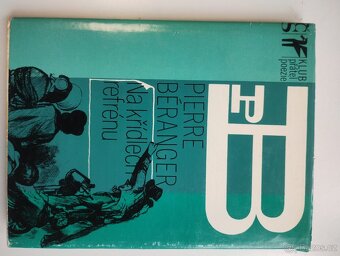 KLUB
přátel
poezie
PB
PIERRE
BÉRANGER
Na křídlech
refrénu